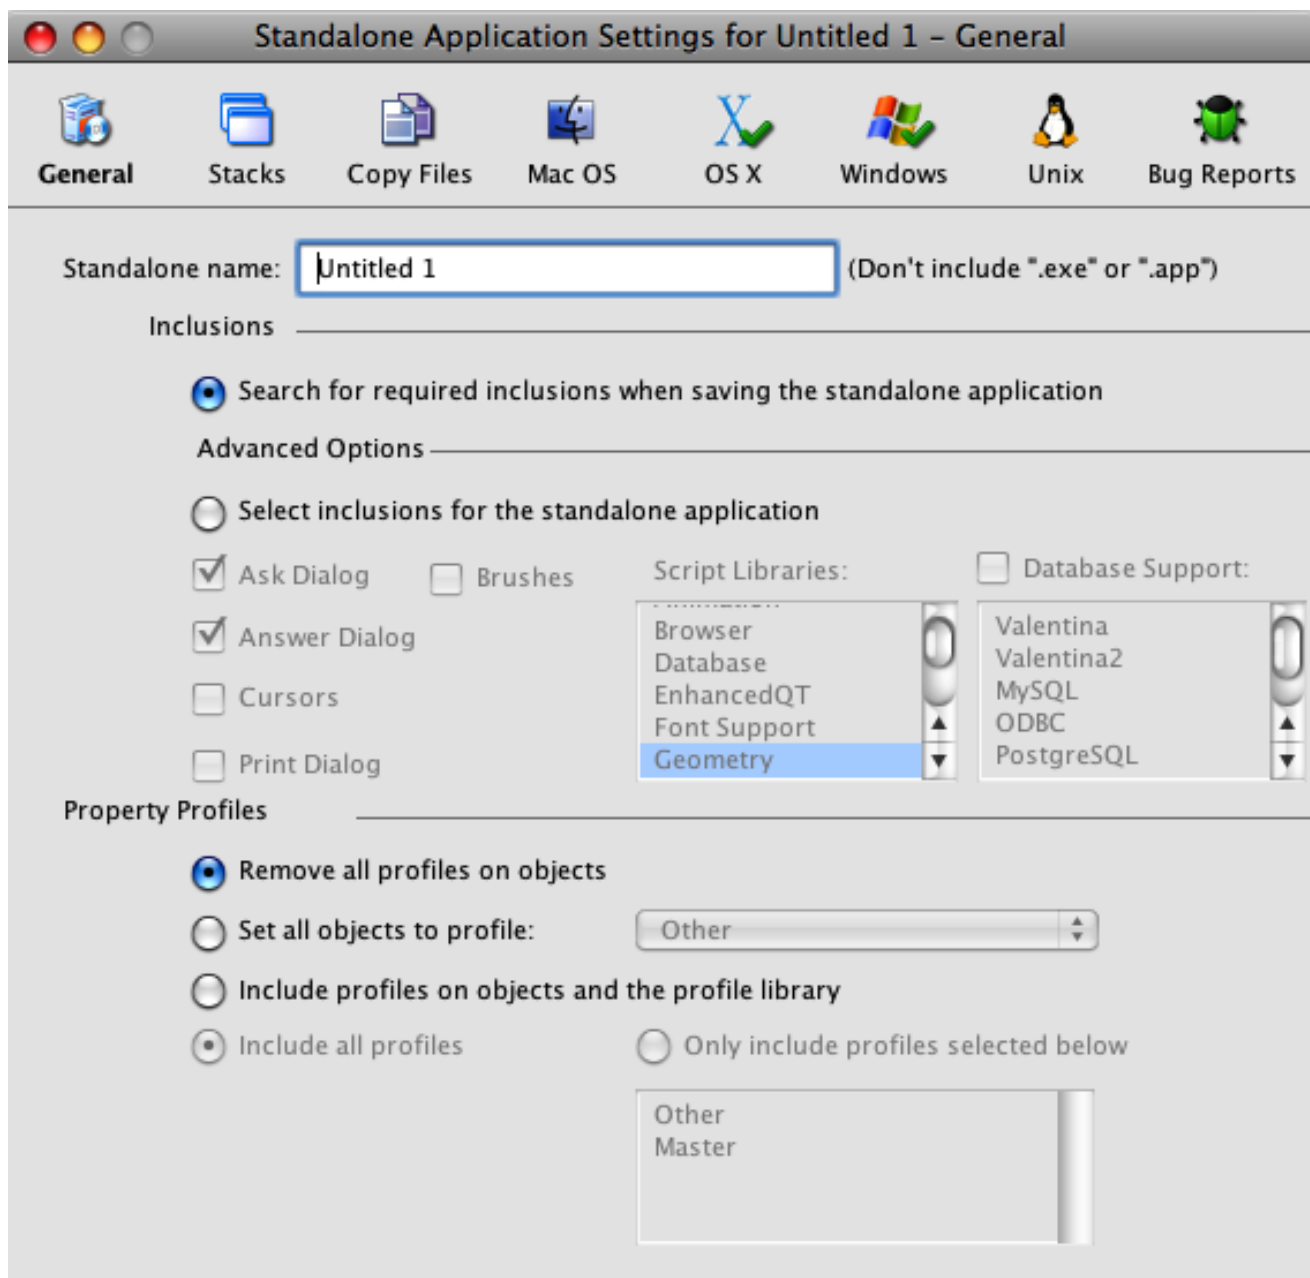 Standalone Application Settings for Untitled 1 – General
General Stacks Copy Files Mac OS OS X Windows Unix Bug Reports
Standalone name: Untitled 1 (Don't include ".exe" or ".app")
Inclusions
Search for required inclusions when saving the standalone application
Advanced Options
Select inclusions for the standalone application
Ask Dialog Brushes Script Libraries: Database Support:
Answer Dialog
Cursors
Print Dialog
Browser
Database
EnhancedQT
Font Support
Geometry
Valentina
Valentina2
MySQL
ODBC
PostgreSQL
Property Profiles
Remove all profiles on objects
Set all objects to profile: Other
Include profiles on objects and the profile library
Include all profiles Only include profiles selected below
Other
Master